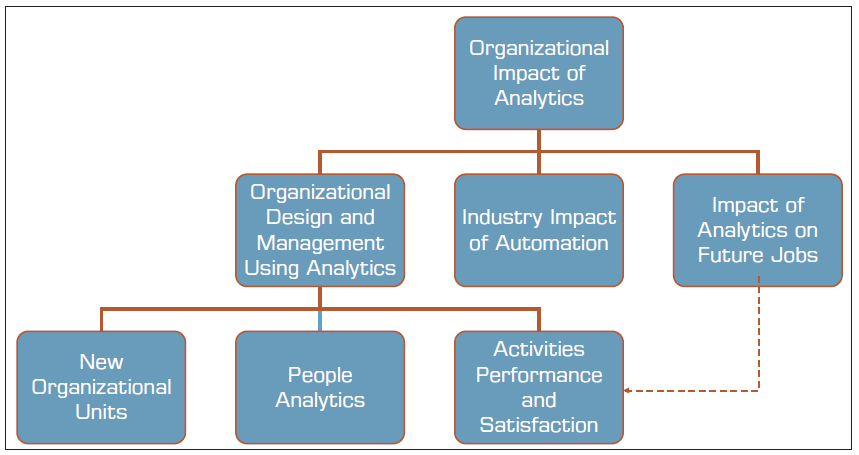 Organizational
Impact of
Analytics
Organizational
Design and
Management
Using Analytics
Industry Impact
of Automation
Impact of
Analytics on
Future Jobs
New
Organizational
Units
People
Analytics
Activities
Performance
and
Satisfaction